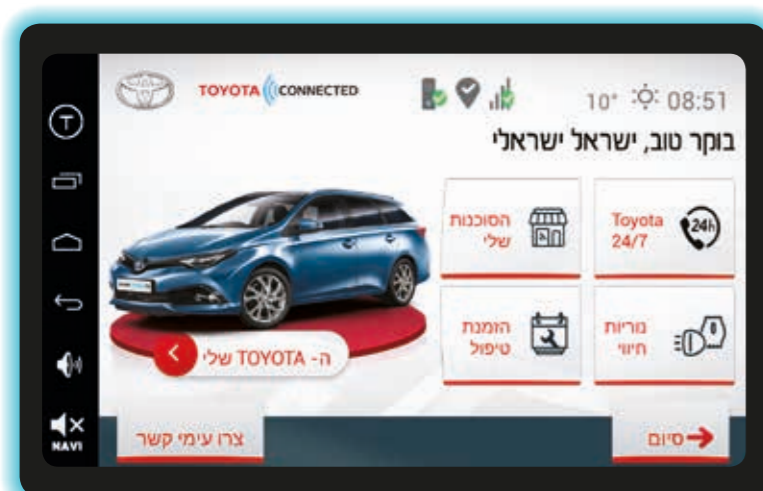 TOYOTA CONNECTED
10° 08:51
בוקר טוב, ישראל ישראלי
T
Toyota
24/7
24h
הסוכנות
שלי
נוריות
חיווי
הזמנת
טיפול
ה- TOYOTA שלי
NAVI
סיום
צרו עימי קשר